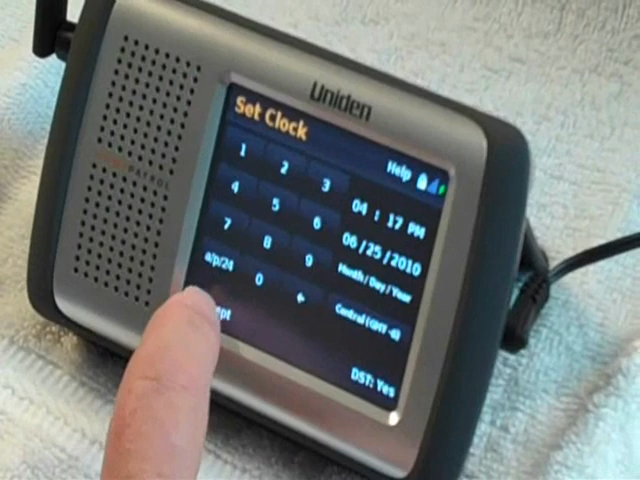 Uniden
Set Clock
Help
1 2 3
04 : 17 PM
4 5 6
06/25/2010
7 8 9
Month/Day/Year
a/p/24 0
Central (GMT -6)
DST: Yes
PATROL